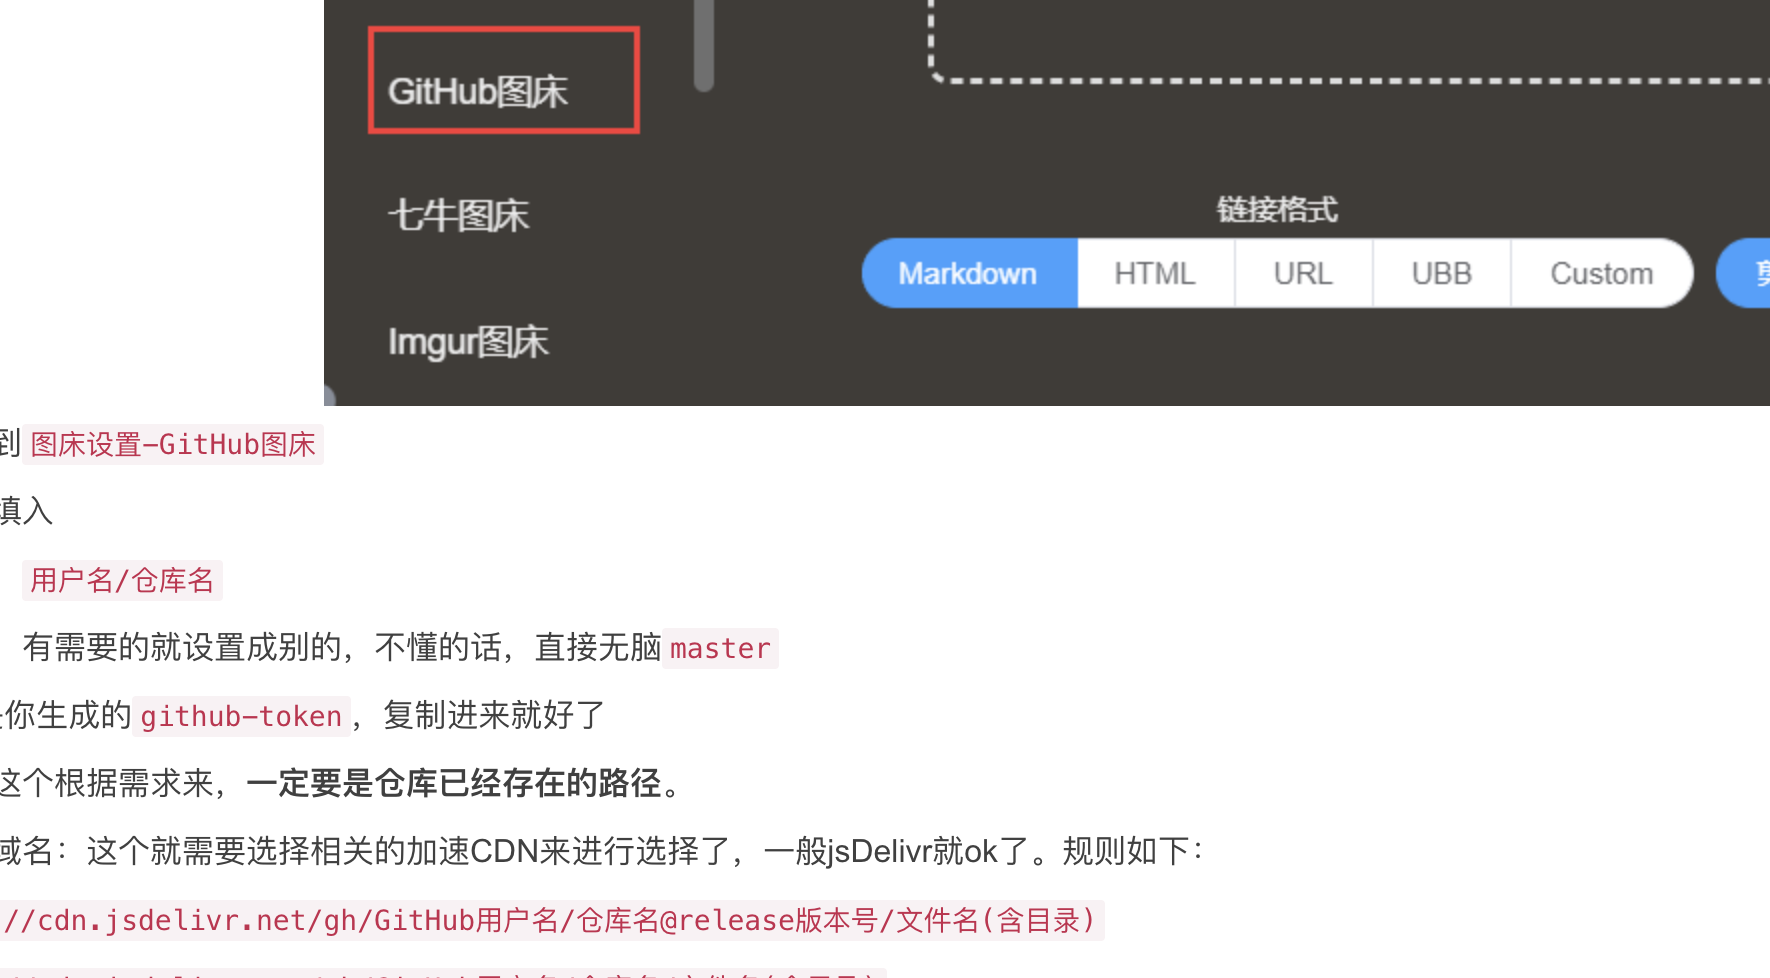 GitHub图床
七牛图床
链接格式
Markdown HTML URL UBB Custom
Imgur图床
到 图床设置-GitHub图床
填入
用户名/仓库名
有需要的就设置成别的，不懂的话，直接无脑 master
你生成的 github-token ，复制进来就好了
这个根据需求来，一定要是仓库已经存在的路径。
域名：这个就需要选择相关的加速CDN来进行选择了，一般jsDelivr就ok了。规则如下：
//cdn.jsdelivr.net/gh/GitHub用户名/仓库名@release版本号/文件名(含目录)